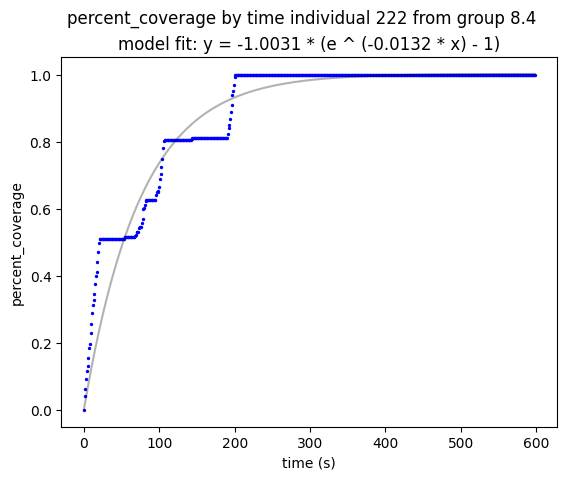 percent_coverage by time individual 222 from group 8.4
model fit: y = -1.0031 * (e ^ (-0.0132 * x) - 1)
1.0
0.8
0.6
0.4
0.2
0.0
percent_coverage
0 100 200 300 400 500 600
time (s)